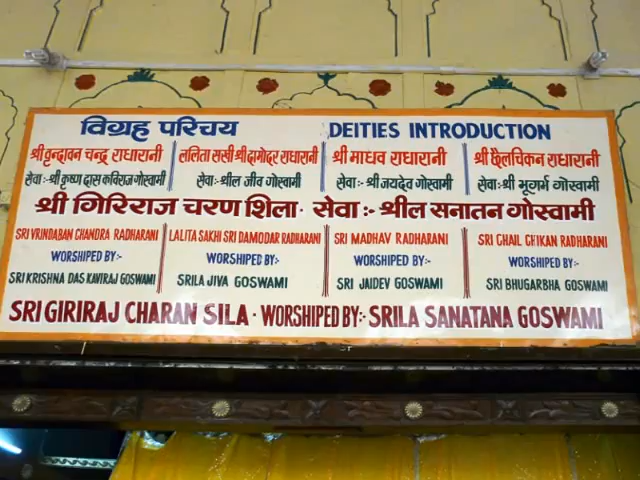 विग्रह परिचय DEITIES INTRODUCTION
श्री वृन्दावन चन्द्र राधारानी ललिता सखी श्री दामोदर राधारानी श्री माधव राधारानी श्री छैलचिकन राधारानी
सेवा:-श्री कृष्ण दास कविराज गोस्वामी सेवा:-श्रील जीव गोस्वामी सेवा:- श्री जयदेव गोस्वामी सेवा:-श्री भूगर्भ गोस्वामी
श्री गिरिराज चरण शिला · सेवा:- श्रील सनातन गोस्वामी
SRI VRINDABAN CHANDRA RADHARANI LALITA SAKHI SRI DAMODAR RADHARANI SRI MADHAV RADHARANI SRI CHAIL CHIKAN RADHARANI
WORSHIPED BY:- WORSHIPED BY:- WORSHIPED BY:- WORSHIPED BY:-
SRI KRISHNA DAS KAVIRAJ GOSWAMI SRILA JIVA GOSWAMI SRI JAIDEV GOSWAMI SRI BHUGARBHA GOSWAMI
SRI GIRIRAJ CHARAN SILA · WORSHIPED BY:- SRILA SANATANA GOSWAMI